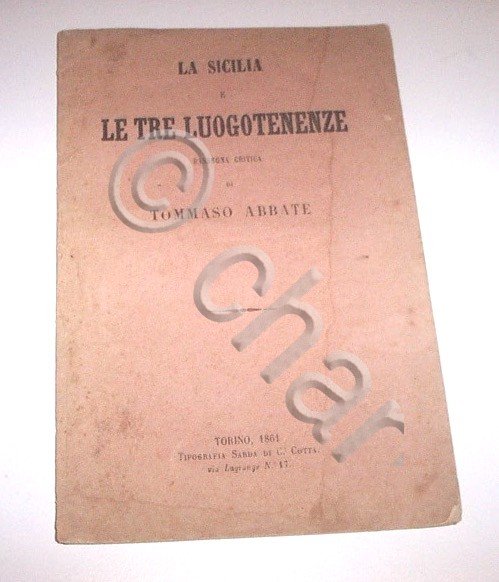 LA SICILIA
E
LE TRE LUOGOTENENZE
RASSEGNA CRITICA
DI
TOMMASO ABBATE
© char
TORINO, 1861
TIPOGRAFIA SARDA DI C. COTTA.
via Lagrange N.° 17.